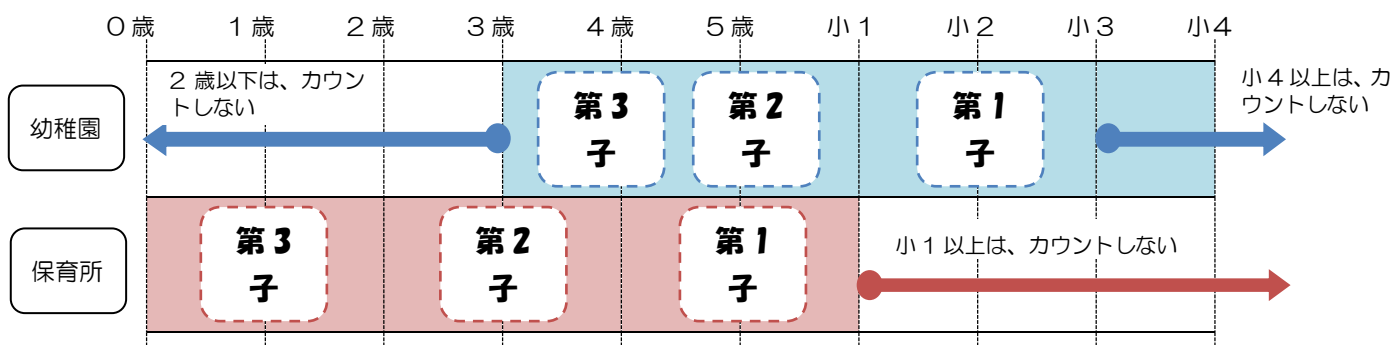 ０歳 １歳 ２歳 ３歳 ４歳 ５歳 小１ 小２ 小３ 小４
２歳以下は、カウン
トしない
小４以上は、カ
ウントしない
幼稚園
第３
子
第２
子
第１
子
保育所
第３
子
第２
子
第１
子
小１以上は、カウントしない